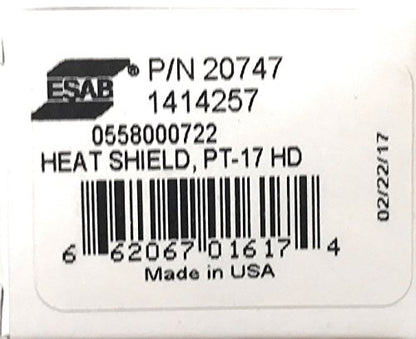 ESAB® P/N 20747
1414257
0558000722
HEAT SHIELD, PT-17 HD
6 62067 01617 4
Made in USA
02/22/17